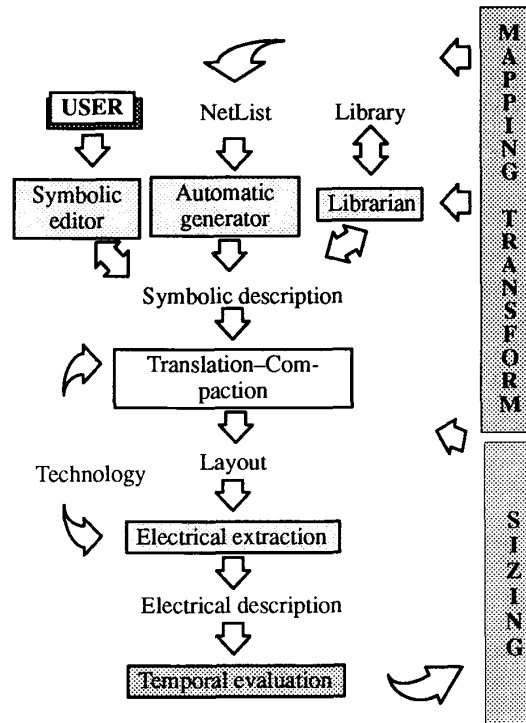 USER
NetList
Library
Symbolic
editor
Automatic
generator
Librarian
Symbolic description
Translation–Com-
paction
Layout
Technology
Electrical extraction
Electrical description
Temporal evaluation
MAPPING TRANSFORM
SIZING